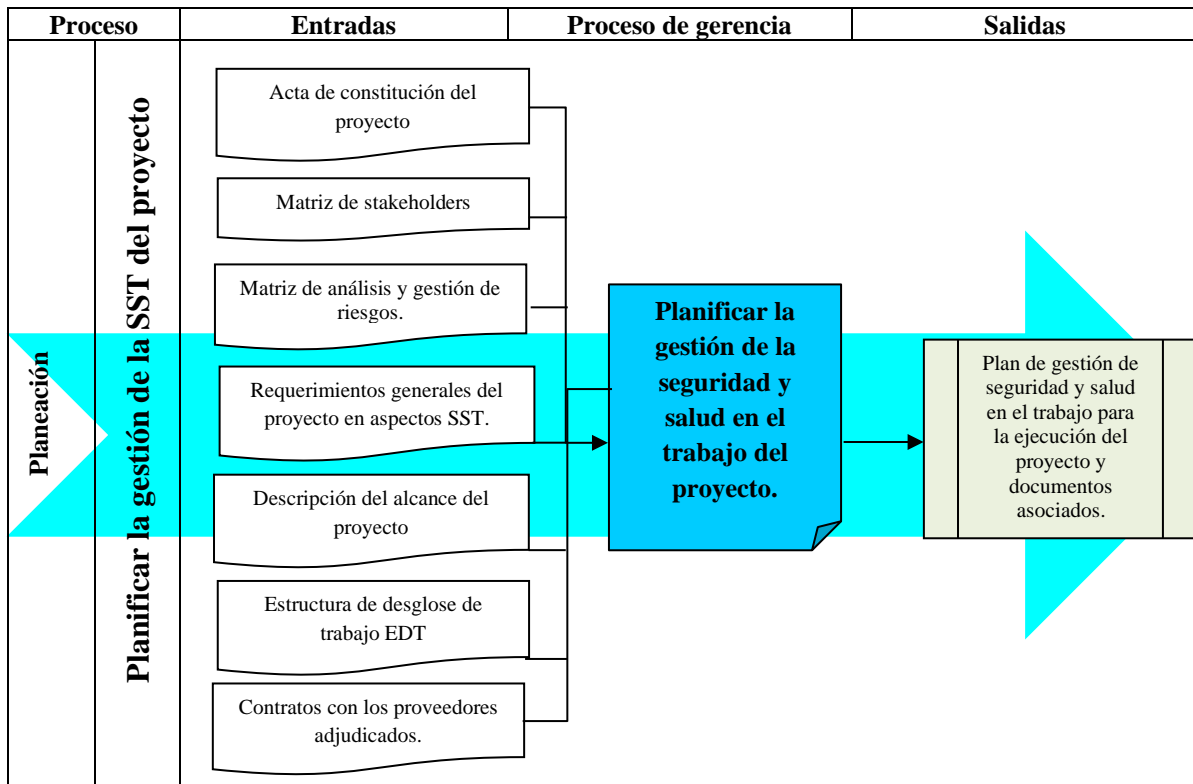 Proceso
Entradas
Proceso de gerencia
Salidas
Planeación
Planificar la gestión de la SST del proyecto
Acta de constitución del
proyecto
Matriz de stakeholders
Matriz de análisis y gestión de
riesgos.
Requerimientos generales del
proyecto en aspectos SST.
Descripción del alcance del
proyecto
Estructura de desglose de
trabajo EDT
Contratos con los proveedores
adjudicados.
Planificar la
gestión de la
seguridad y
salud en el
trabajo del
proyecto.
Plan de gestión de
seguridad y salud
en el trabajo para
la ejecución del
proyecto y
documentos
asociados.